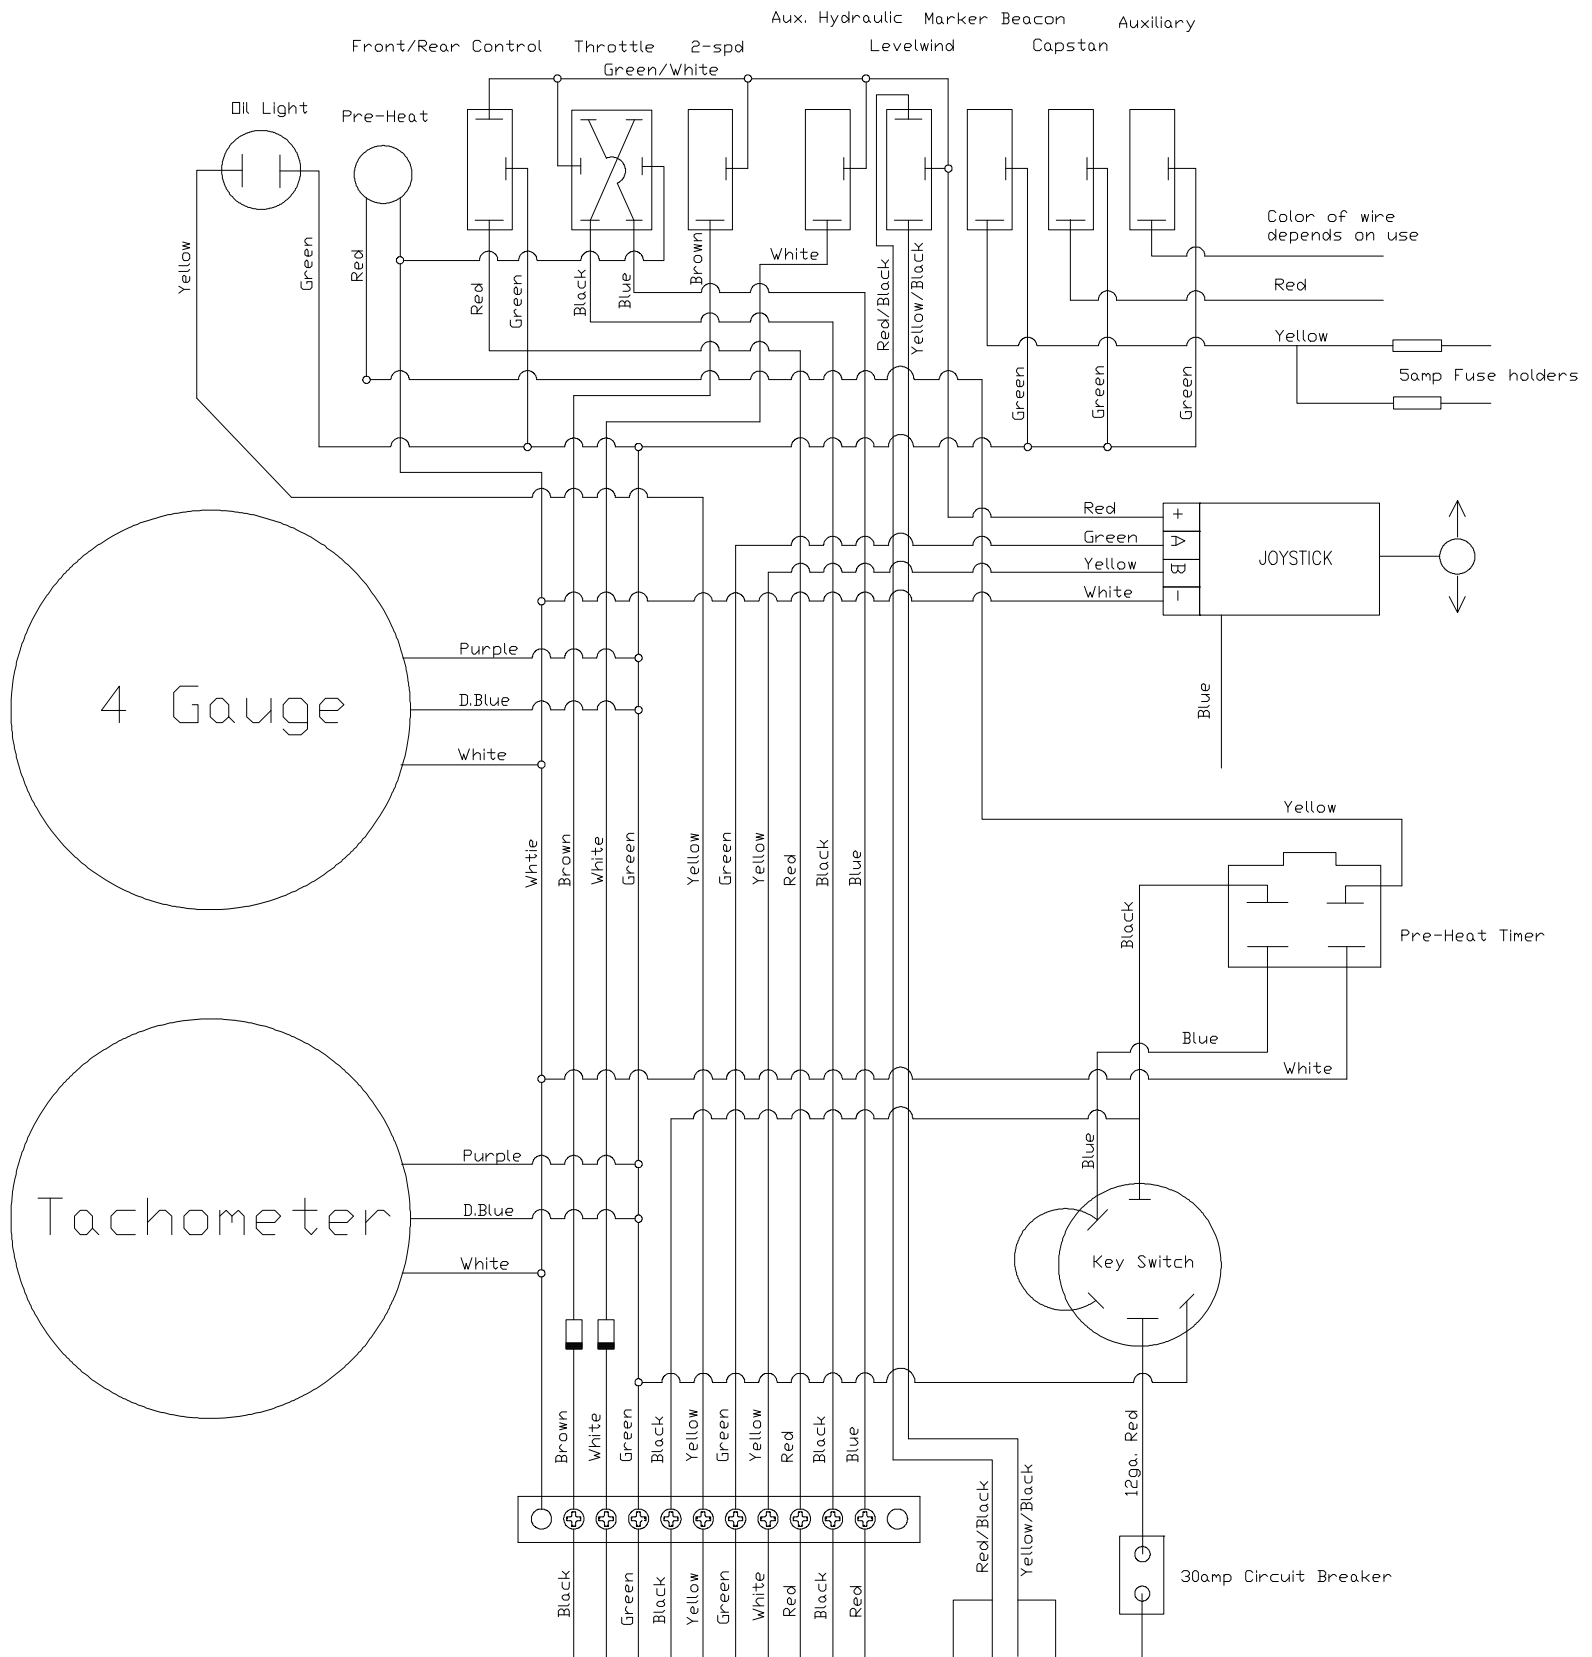 Aux. Hydraulic
Marker Beacon
Auxiliary
Front/Rear Control
Throttle
2-spd
Levelwind
Capstan
Green/White
Oil Light
Pre-Heat
Color of wire
depends on use
Yellow
Green
Red
Red
Green
Black
Blue
Brown
White
Red/Black
Yellow/Black
Red
Yellow
5amp Fuse holders
Green
Green
Green
Red
Green
Yellow
White
+
A
B
-
JOYSTICK
Blue
Purple
D.Blue
White
4 Gauge
Yellow
Whtie
Brown
White
Green
Yellow
Green
Yellow
Red
Black
Blue
Black
Pre-Heat Timer
Blue
White
Blue
Purple
D.Blue
White
Tachometer
Key Switch
Brown
White
Green
Black
Yellow
Green
Yellow
Red
Black
Blue
12ga. Red
Red/Black
Yellow/Black
30amp Circuit Breaker
Black
Green
Black
Yellow
Green
White
Red
Black
Red